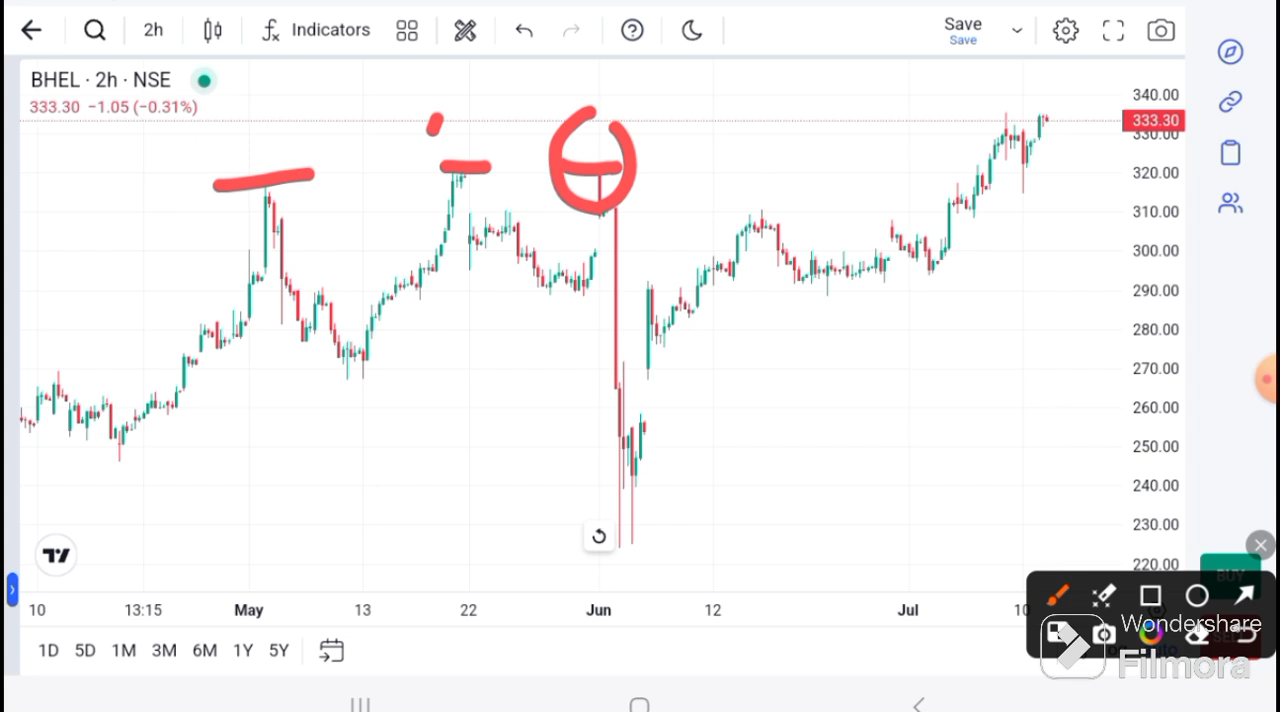 2h
Indicators
Save
Save
BHEL · 2h · NSE
333.30 −1.05 (−0.31%)
340.00
333.30
330.00
320.00
310.00
300.00
290.00
280.00
270.00
260.00
250.00
240.00
230.00
220.00
BUY
10 13:15 May 13 22 Jun 12 Jul 10
Wondershare
Filmora
1D 5D 1M 3M 6M 1Y 5Y